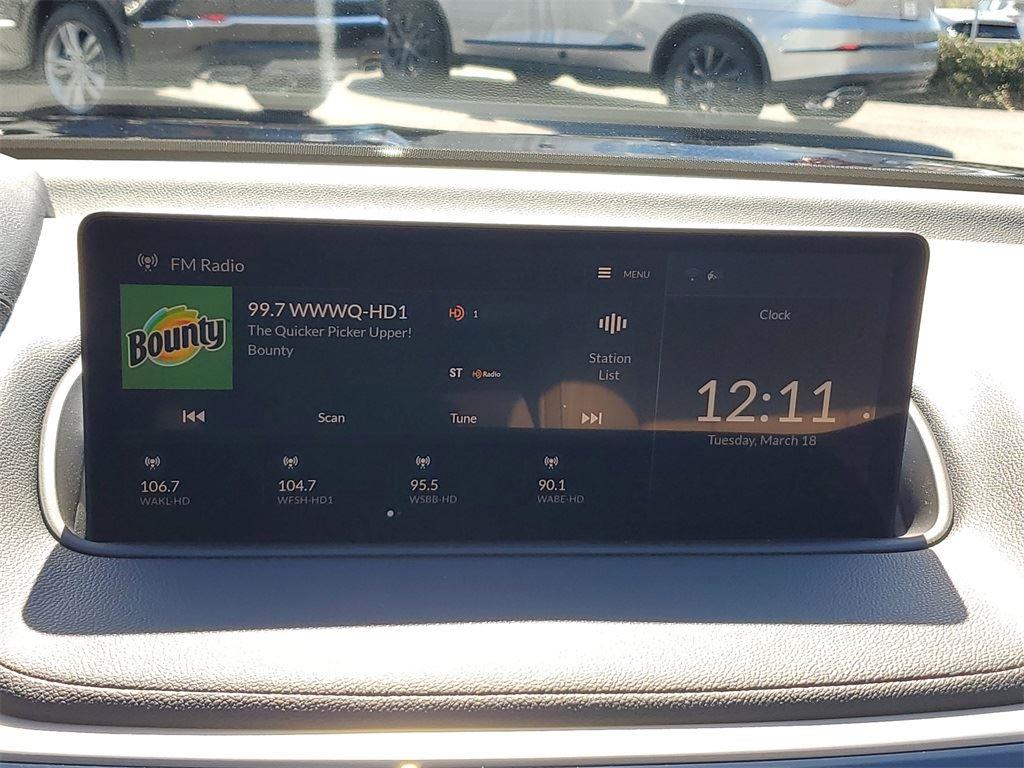 FM Radio
MENU
Bounty
99.7 WWWQ-HD1
The Quicker Picker Upper!
Bounty
HD 1
ST HD Radio
Station
List
Clock
12:11
Tuesday, March 18
Scan
Tune
106.7
WAKL-HD
104.7
WFSH-HD1
95.5
WSBB-HD
90.1
WABE-HD